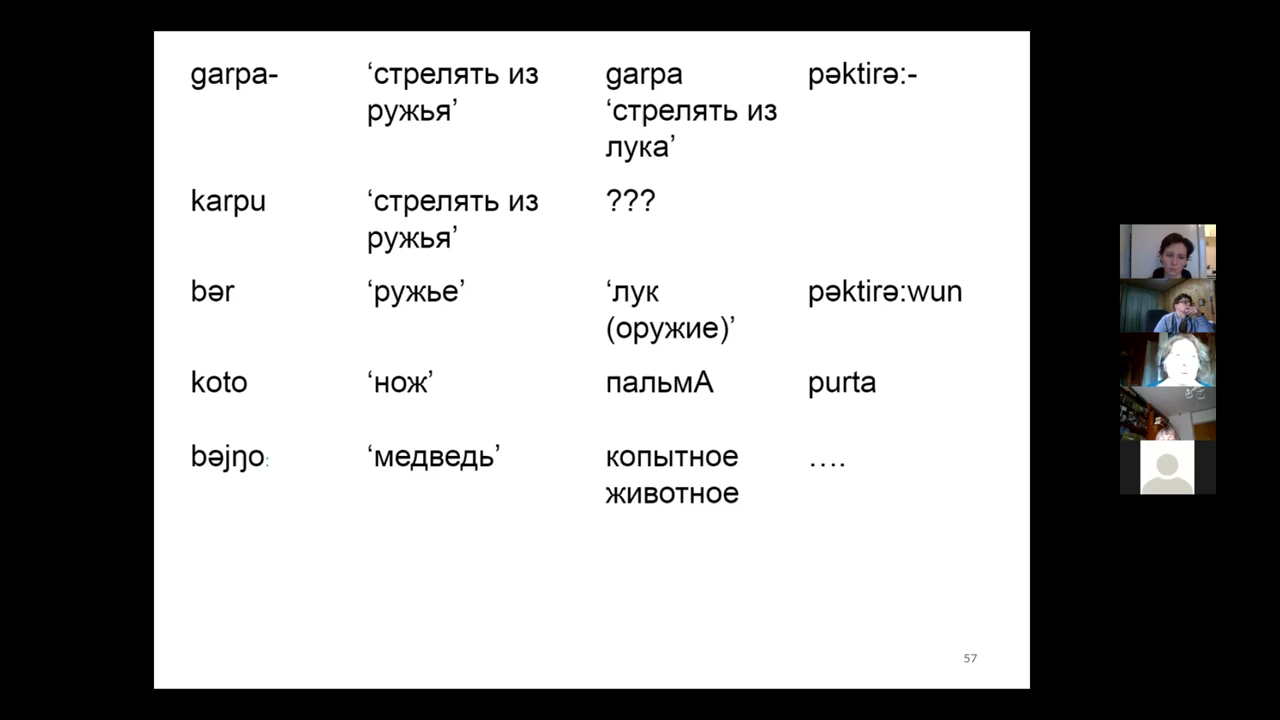 garpa- ‘стрелять из ружья’ garpa ‘стрелять из лука’ pəktirə:-
karpu ‘стрелять из ружья’ ???
bər ‘ружье’ ‘лук (оружие)’ pəktirə:wun
koto ‘нож’ пальмА purta
bəjŋo: ‘медведь’ копытное животное ….
57